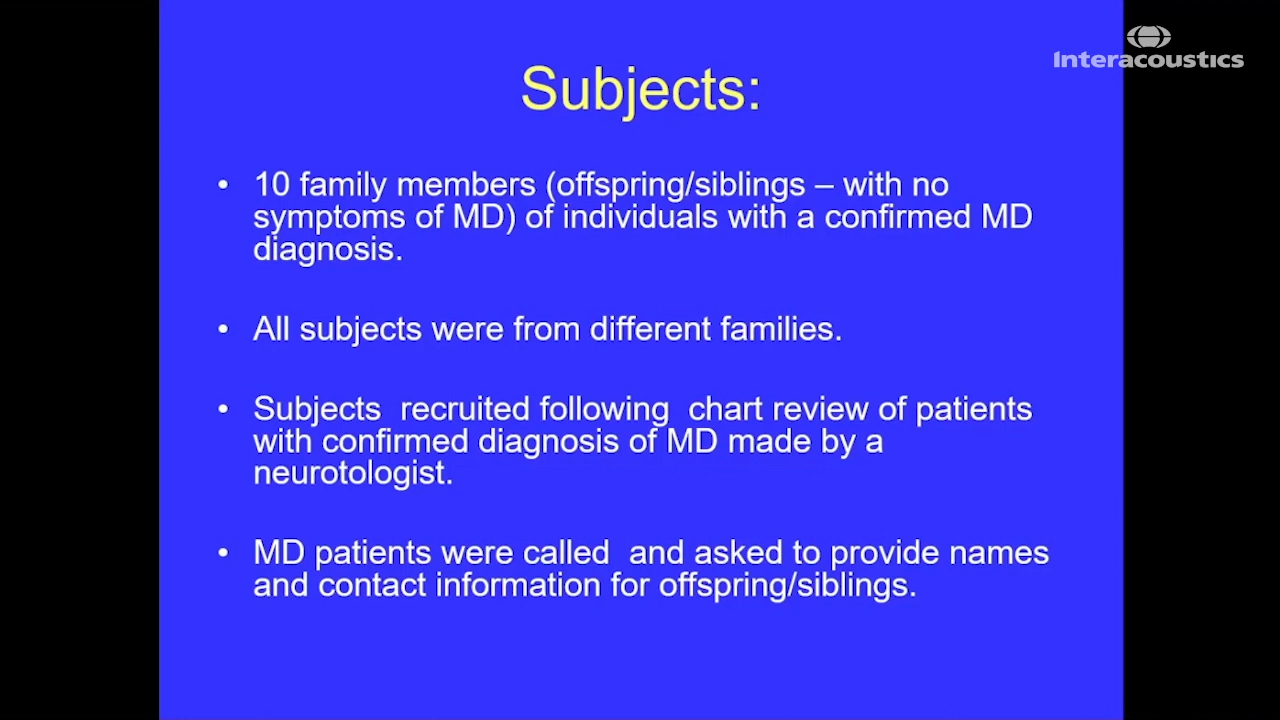 Interacoustics
Subjects:
• 10 family members (offspring/siblings – with no
symptoms of MD) of individuals with a confirmed MD
diagnosis.
• All subjects were from different families.
• Subjects  recruited following  chart review of patients
with confirmed diagnosis of MD made by a
neurotologist.
• MD patients were called  and asked to provide names
and contact information for offspring/siblings.